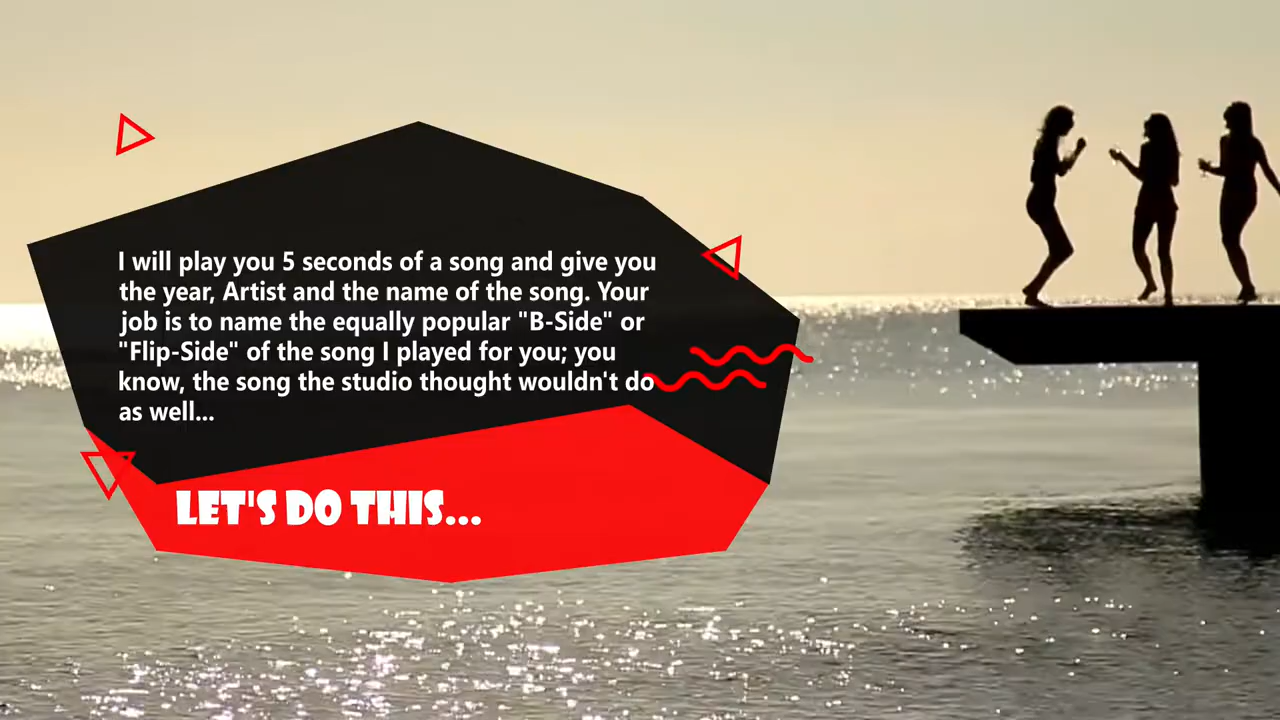 I will play you 5 seconds of a song and give you
the year, Artist and the name of the song. Your
job is to name the equally popular "B-Side" or
"Flip-Side" of the song I played for you; you
know, the song the studio thought wouldn't do
as well...
LET'S DO THIS...